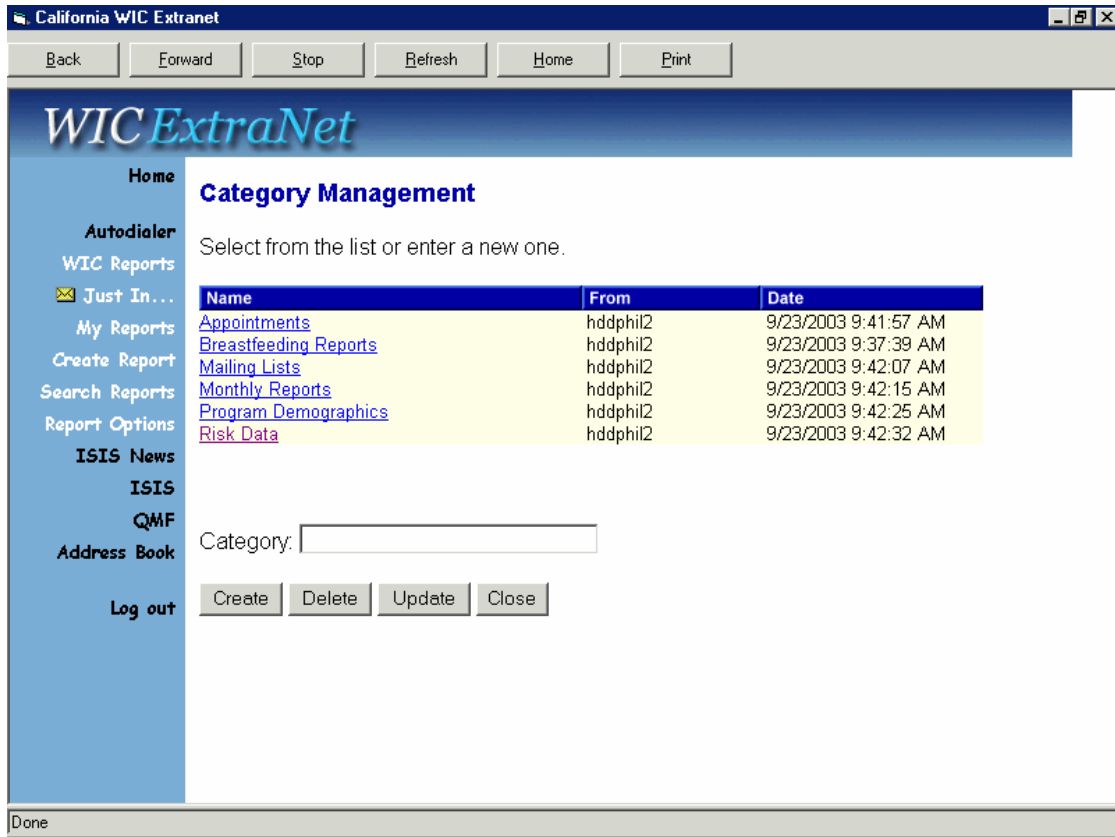 California WIC Extranet
Back Forward Stop Refresh Home Print
WIC ExtraNet
Home
Autodialer
WIC Reports
Just In...
My Reports
Create Report
Search Reports
Report Options
ISIS News
ISIS
QMF
Address Book
Log out
Category Management
Select from the list or enter a new one.
Name From Date
Appointments hddphil2 9/23/2003 9:41:57 AM
Breastfeeding Reports hddphil2 9/23/2003 9:37:39 AM
Mailing Lists hddphil2 9/23/2003 9:42:07 AM
Monthly Reports hddphil2 9/23/2003 9:42:15 AM
Program Demographics hddphil2 9/23/2003 9:42:25 AM
Risk Data hddphil2 9/23/2003 9:42:32 AM
Category:
Create Delete Update Close
Done